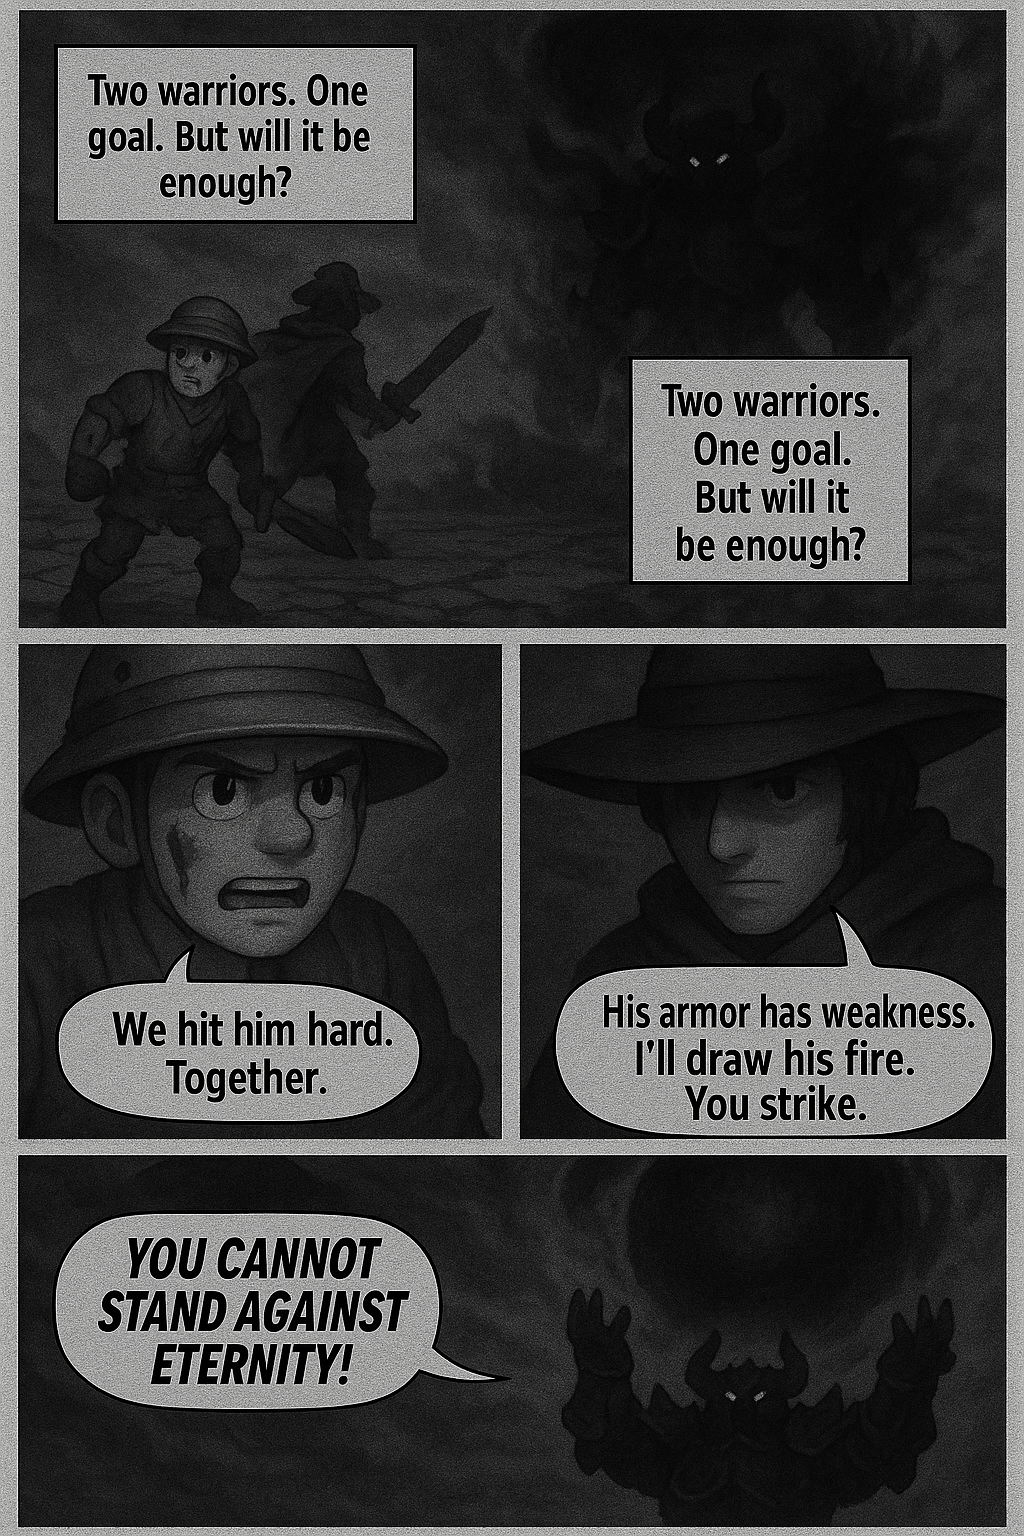 Two warriors. One
goal. But will it be
enough?
Two warriors.
One goal.
But will it
be enough?
We hit him hard.
Together.
His armor has weakness.
I'll draw his fire.
You strike.
YOU CANNOT
STAND AGAINST
ETERNITY!